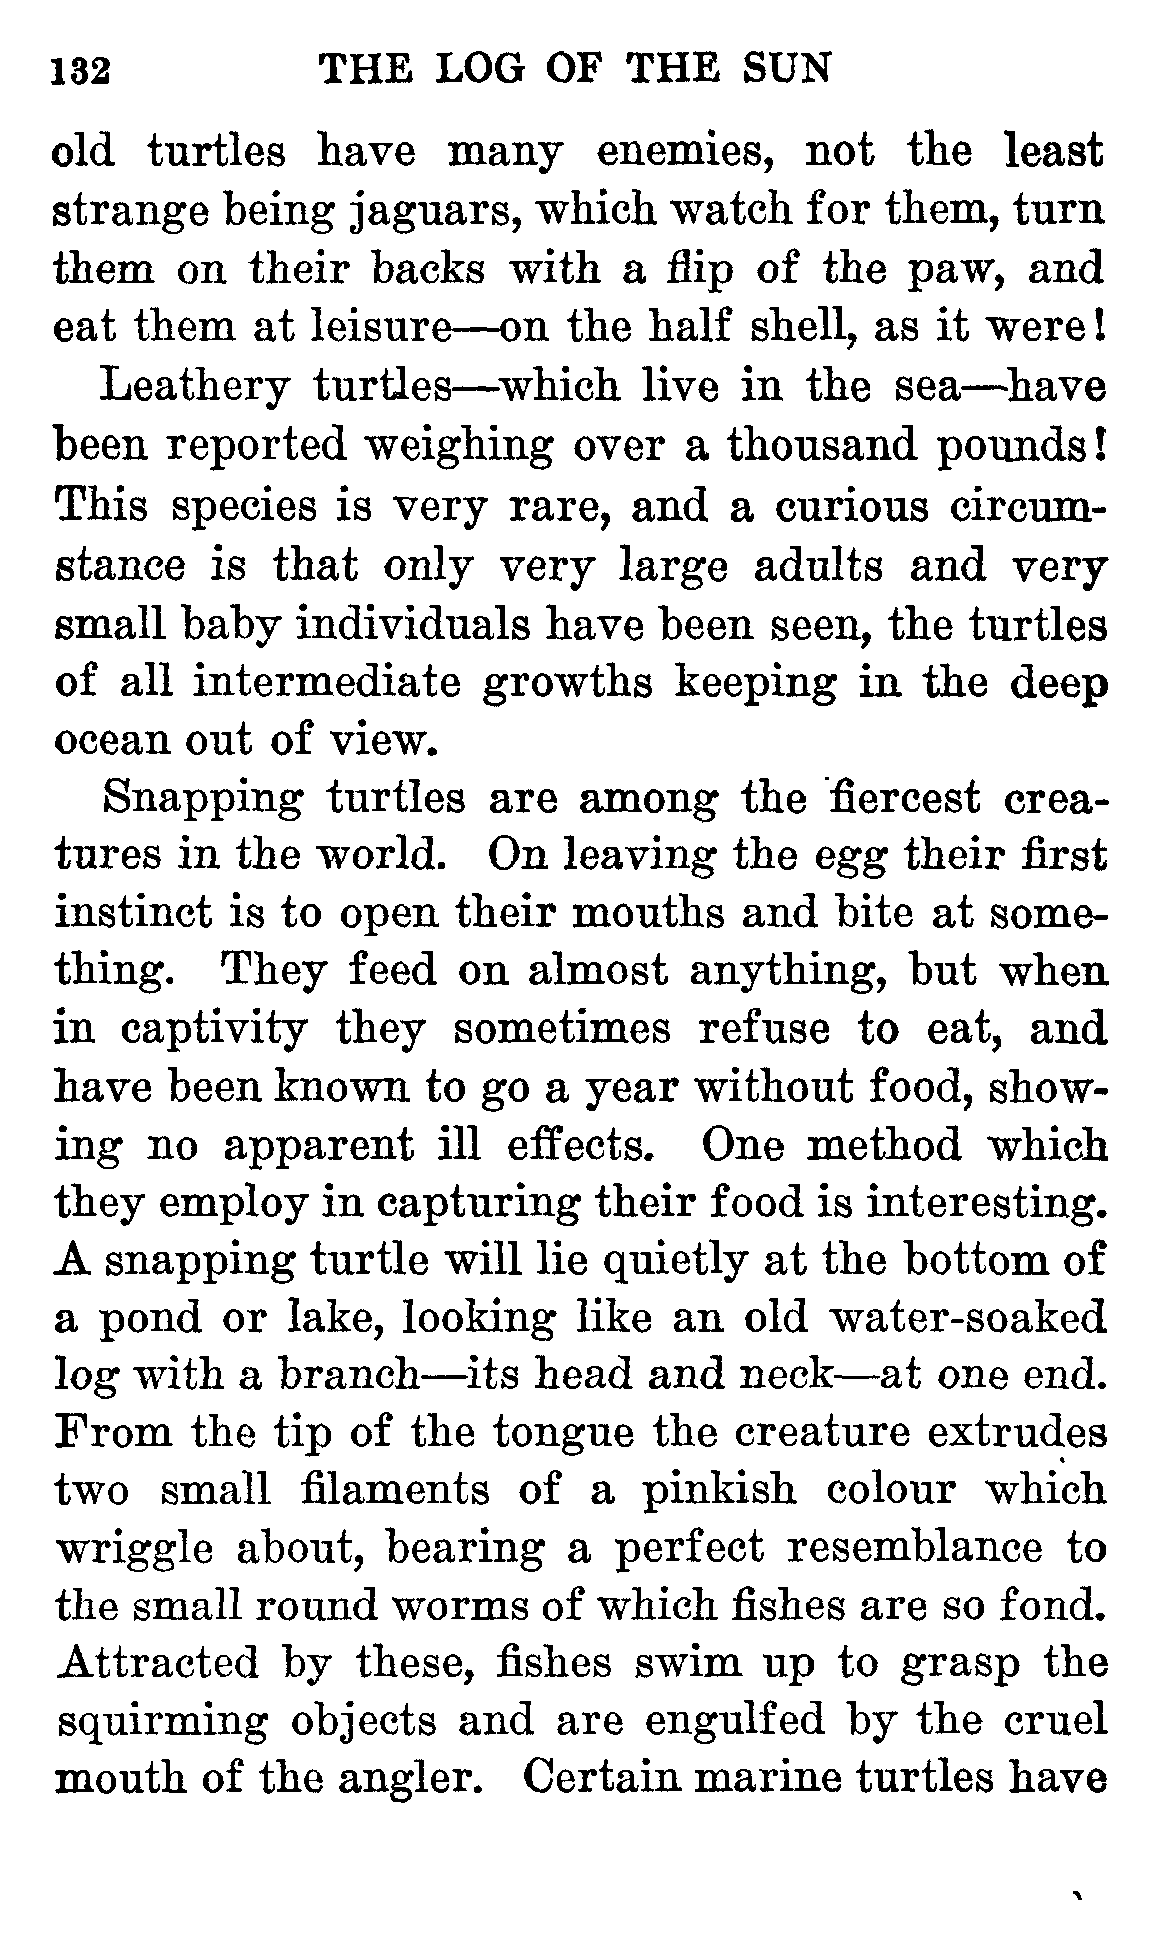 132 THE LOG OF THE SUN
old turtles have many enemies, not the least
strange being jaguars, which watch for them, turn
them on their backs with a flip of the paw, and
eat them at leisure—on the half shell, as it were!
Leathery turtles—which live in the sea—have
been reported weighing over a thousand pounds!
This species is very rare, and a curious circum-
stance is that only very large adults and very
small baby individuals have been seen, the turtles
of all intermediate growths keeping in the deep
ocean out of view.
Snapping turtles are among the fiercest crea-
tures in the world. On leaving the egg their first
instinct is to open their mouths and bite at some-
thing. They feed on almost anything, but when
in captivity they sometimes refuse to eat, and
have been known to go a year without food, show-
ing no apparent ill effects. One method which
they employ in capturing their food is interesting.
A snapping turtle will lie quietly at the bottom of
a pond or lake, looking like an old water-soaked
log with a branch—its head and neck—at one end.
From the tip of the tongue the creature extrudes
two small filaments of a pinkish colour which
wriggle about, bearing a perfect resemblance to
the small round worms of which fishes are so fond.
Attracted by these, fishes swim up to grasp the
squirming objects and are engulfed by the cruel
mouth of the angler. Certain marine turtles have